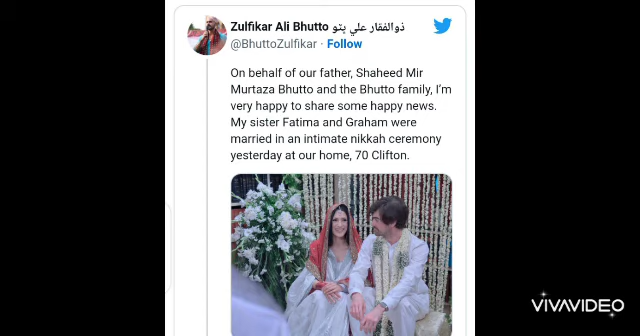 Zulfikar Ali Bhutto ذوالفقار علي بتو
@BhuttoZulfikar · Follow
On behalf of our father, Shaheed Mir
Murtaza Bhutto and the Bhutto family, I'm
very happy to share some happy news.
My sister Fatima and Graham were
married in an intimate nikkah ceremony
yesterday at our home, 70 Clifton.
VIVAVIDEO